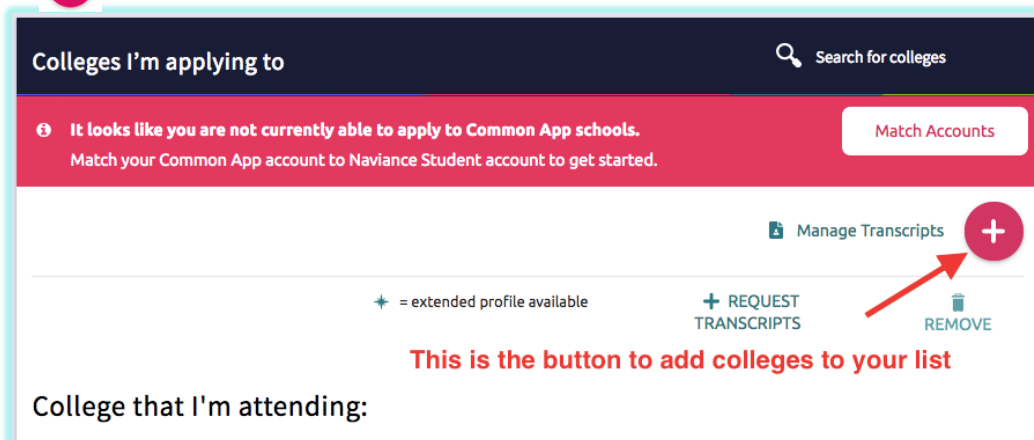 Colleges I’m applying to
Search for colleges
It looks like you are not currently able to apply to Common App schools.
Match your Common App account to Naviance Student account to get started.
Match Accounts
Manage Transcripts
= extended profile available
+ REQUEST
TRANSCRIPTS
REMOVE
This is the button to add colleges to your list
College that I'm attending: